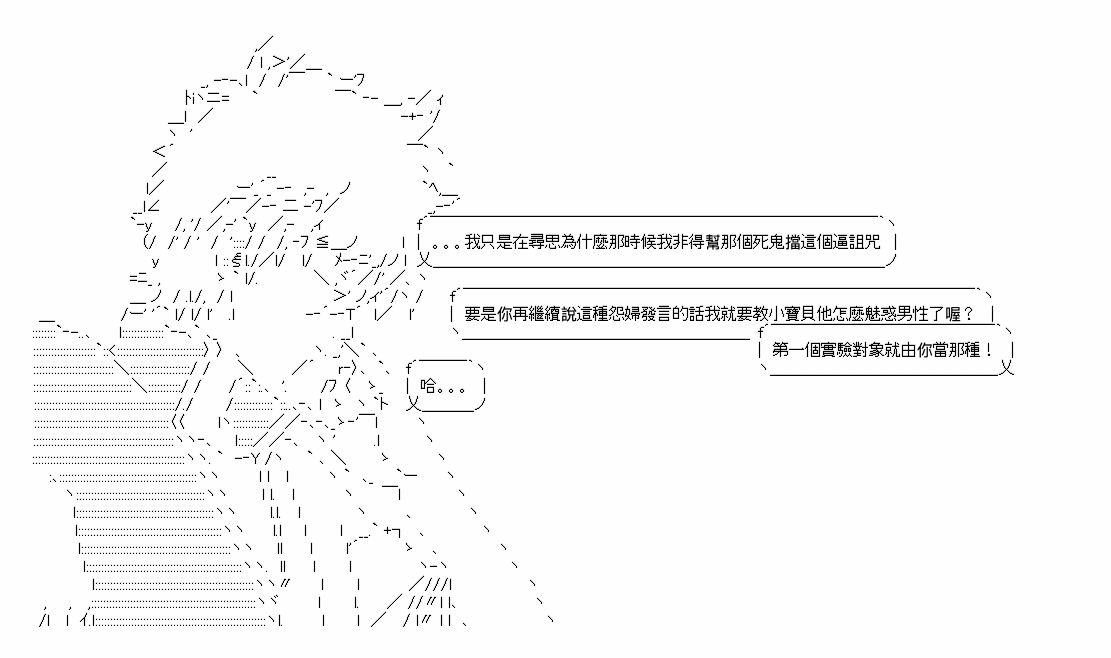 。。。我只是在尋思為什麼那時候我非得幫那個死鬼擋這個逼詛咒
要是你再繼續說這種怨婦發言的話我就要教小寶貝他怎麼魅惑男性了喔？
第一個實驗對象就由你當那種！
哈。。。